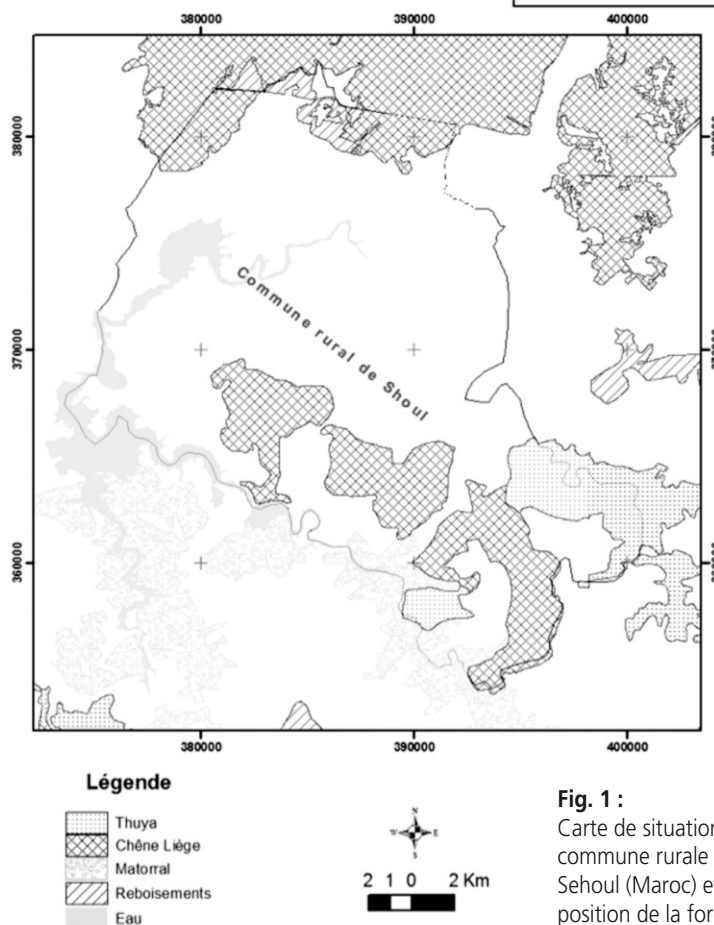 380000 390000 400000
380000
370000 370000
360000
Commune rural de Shoul
380000 390000 400000
Légende
Thuya
Chêne Liège
Matorral
Reboisements
Eau
N
W E
S
2 1 0 2 Km
Fig. 1 :
Carte de situation
commune rurale
Sehoul (Maroc) e
position de la for